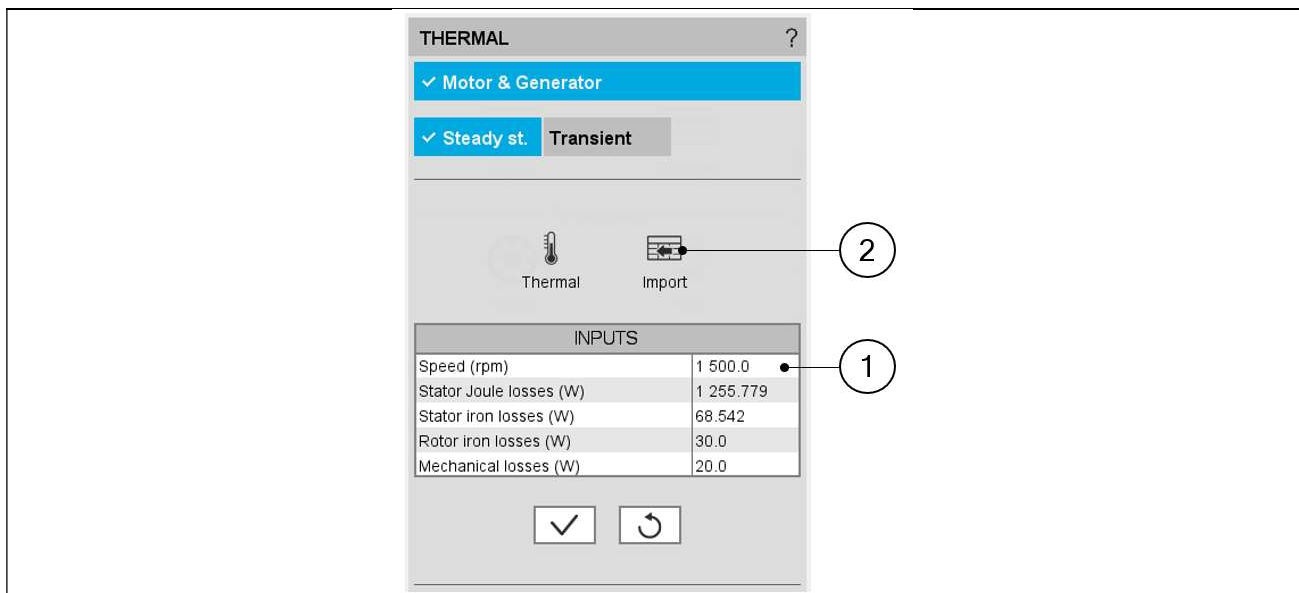 THERMAL ?
✓ Motor & Generator
✓ Steady st. Transient
Thermal Import
2
INPUTS
Speed (rpm) 1 500.0
1
Stator Joule losses (W) 1 255.779
Stator iron losses (W) 68.542
Rotor iron losses (W) 30.0
Mechanical losses (W) 20.0